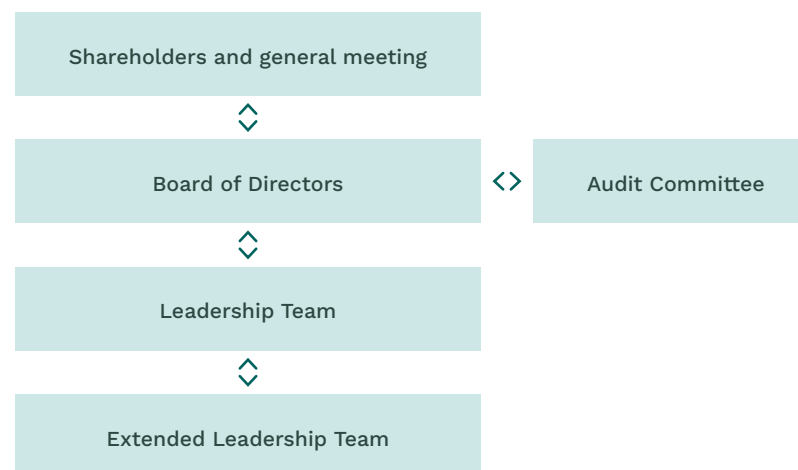 Shareholders and general meeting
Board of Directors
Audit Committee
Leadership Team
Extended Leadership Team